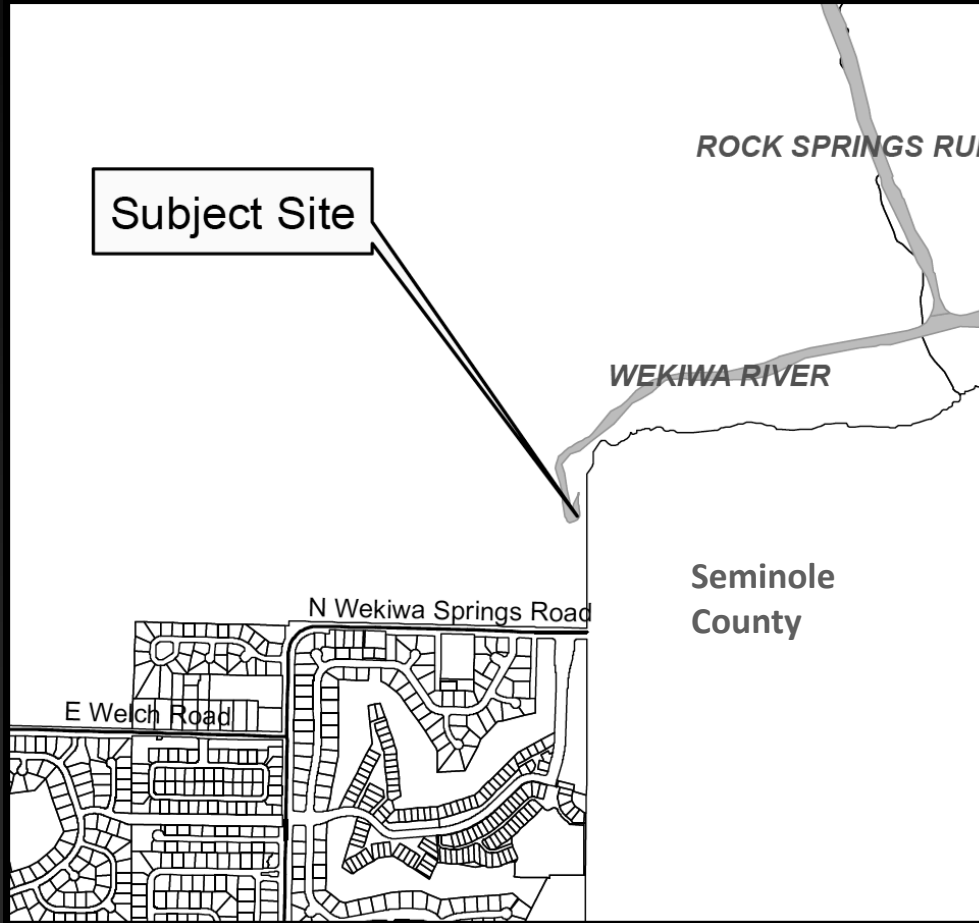 ROCK SPRINGS RU
Subject Site
WEKIWA RIVER
Seminole
County
N Wekiwa Springs Road
E Welch Road